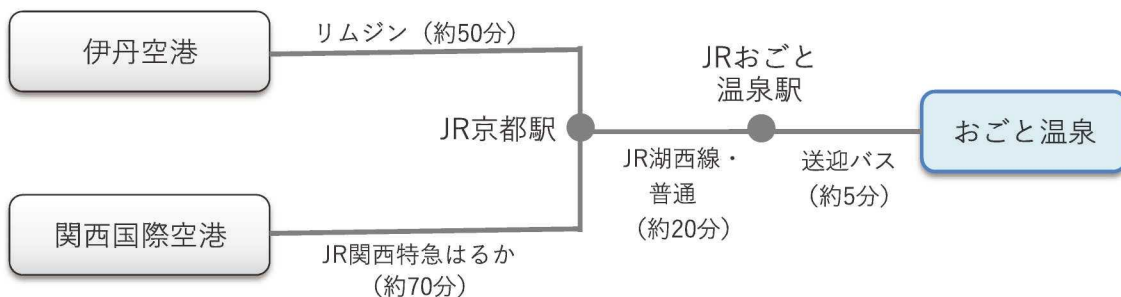 伊丹空港
リムジン（約50分）
JR京都駅
関西国際空港
JR関西特急はるか
（約70分）
JRおごと
温泉駅
JR湖西線・
普通
（約20分）
送迎バス
（約5分）
おごと温泉